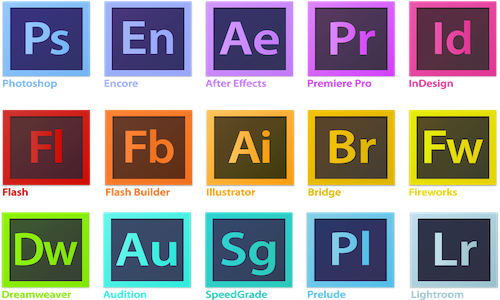 Ps En Ae Pr Id
Photoshop Encore After Effects Premiere Pro InDesign
Fl Fb Ai Br Fw
Flash Flash Builder Illustrator Bridge Fireworks
Dw Au Sg Pl Lr
Dreamweaver Audition SpeedGrade Prelude Lightroom